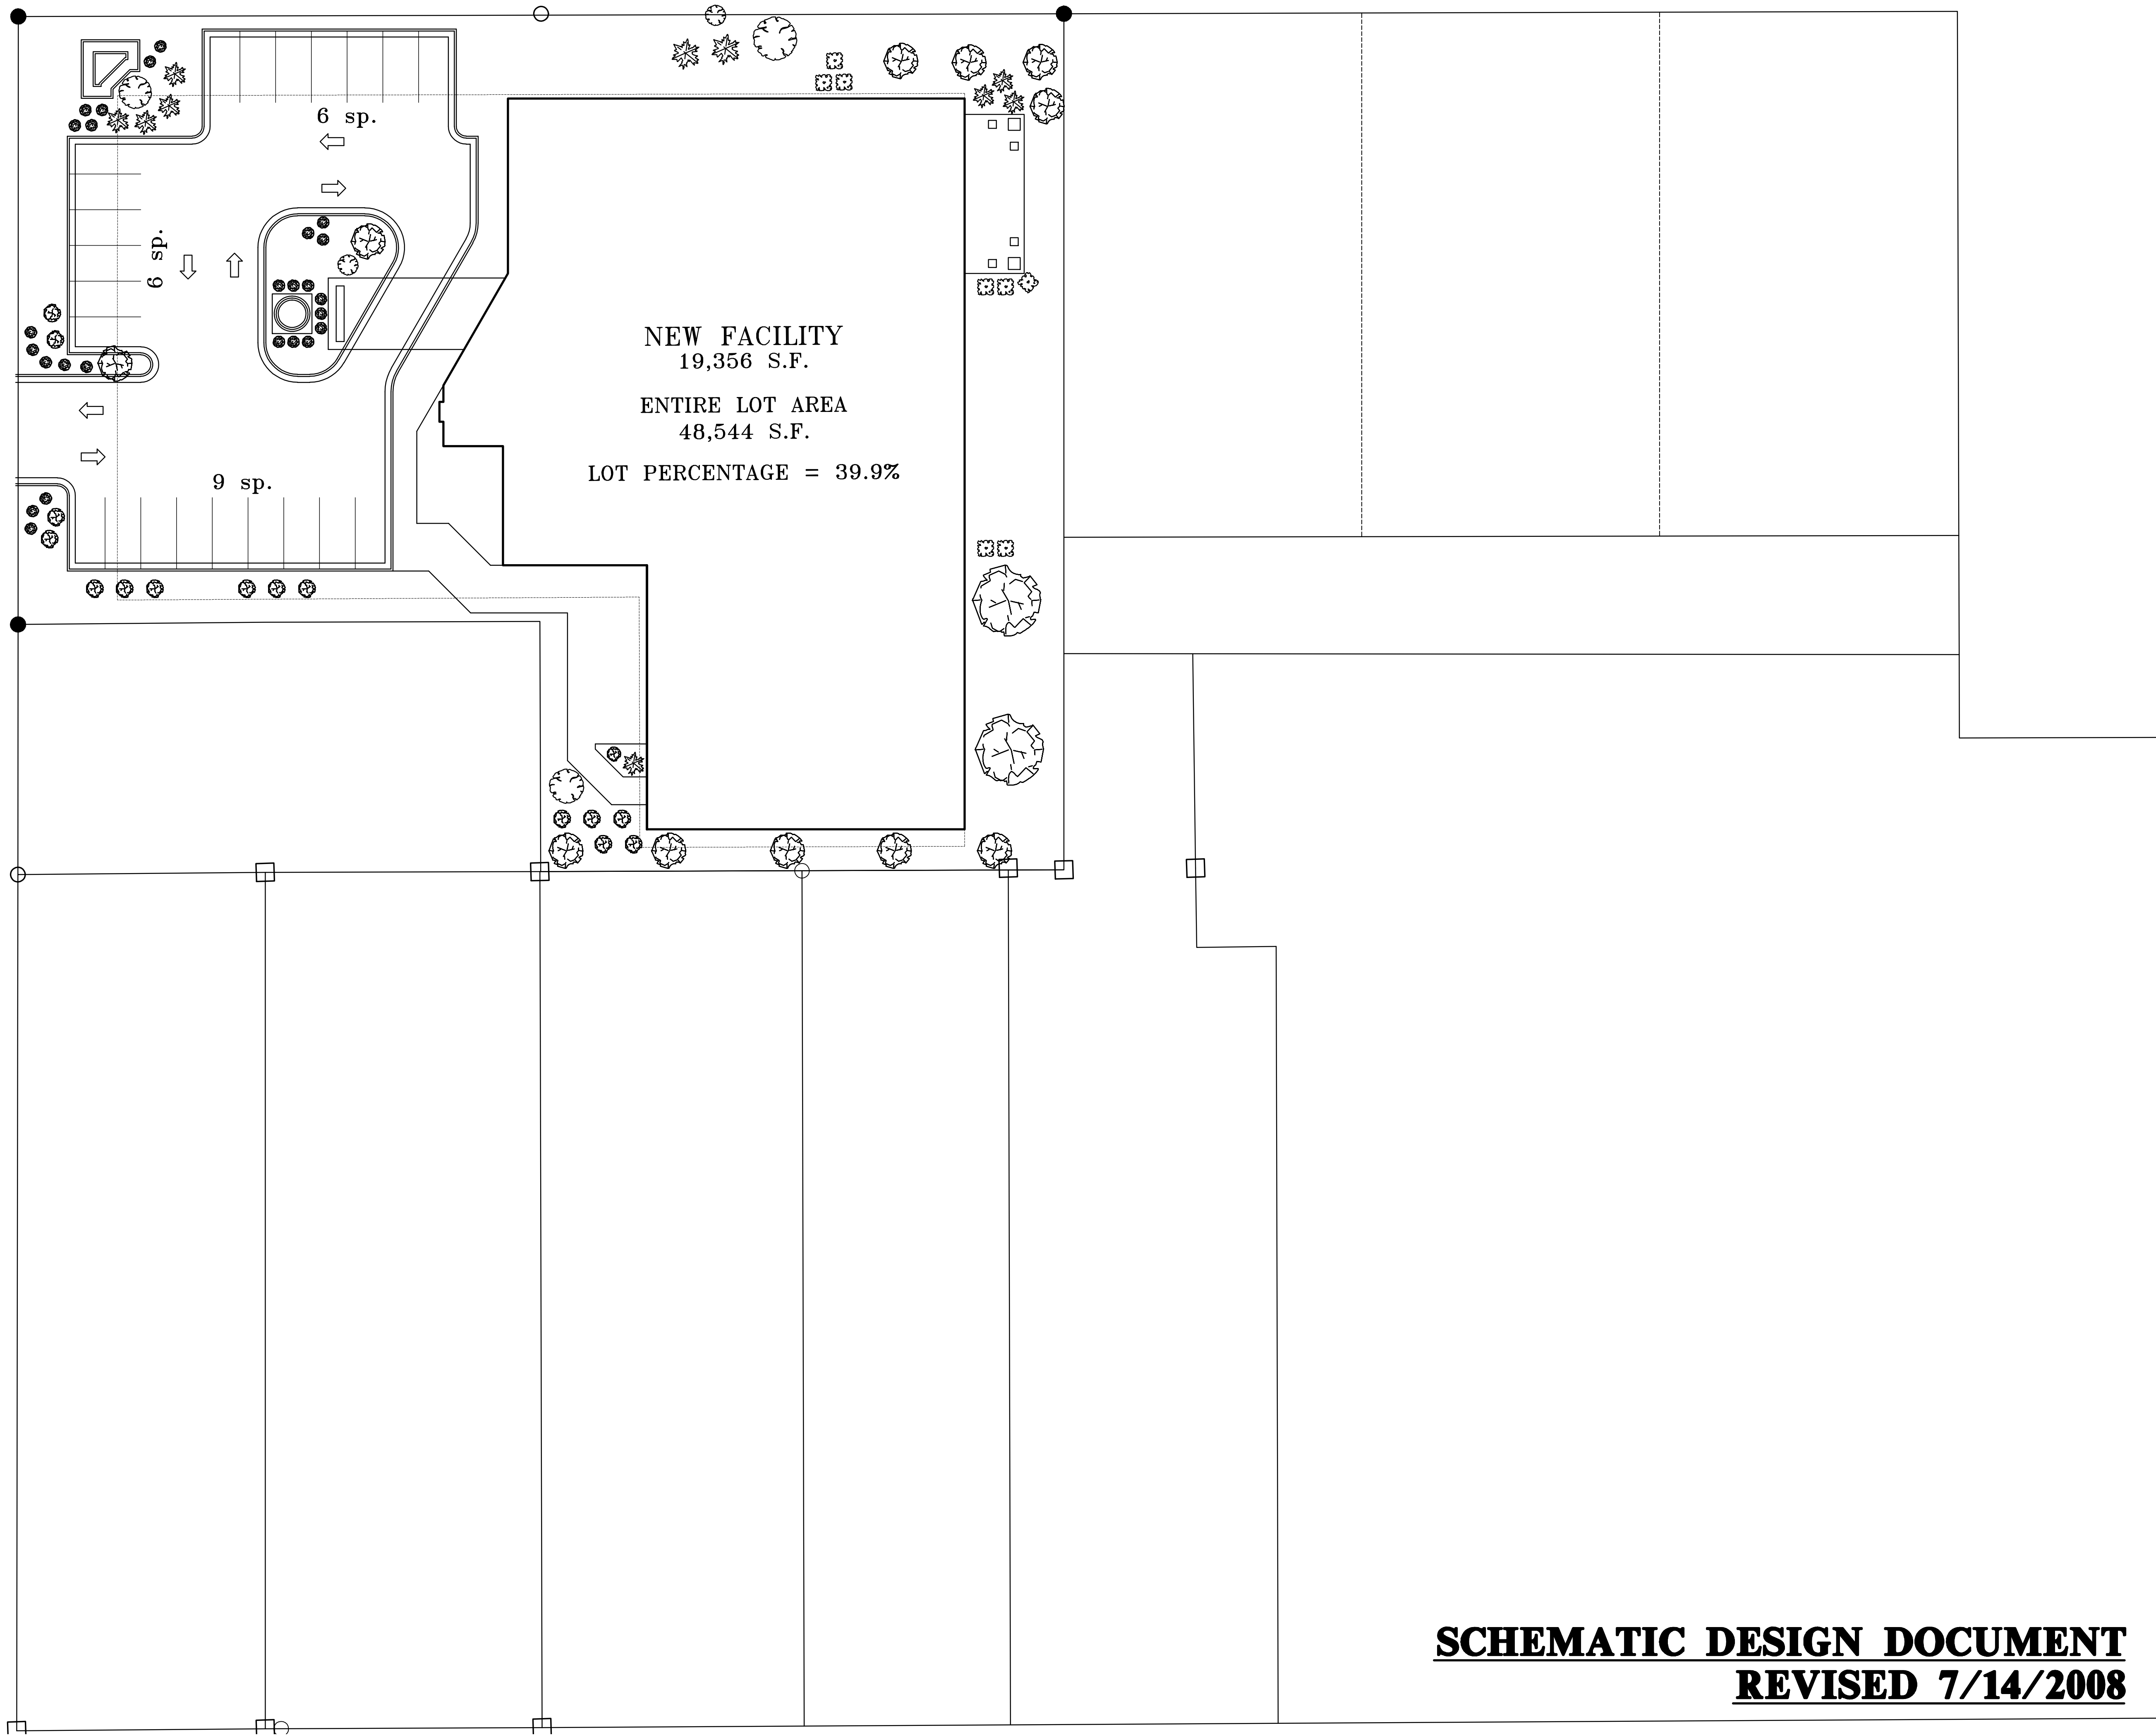 6 sp.
6 sp.
NEW FACILITY
19,356 S.F.
ENTIRE LOT AREA
48,544 S.F.
LOT PERCENTAGE = 39.9%
9 sp.
SCHEMATIC DESIGN DOCUMENT
REVISED 7/14/2008